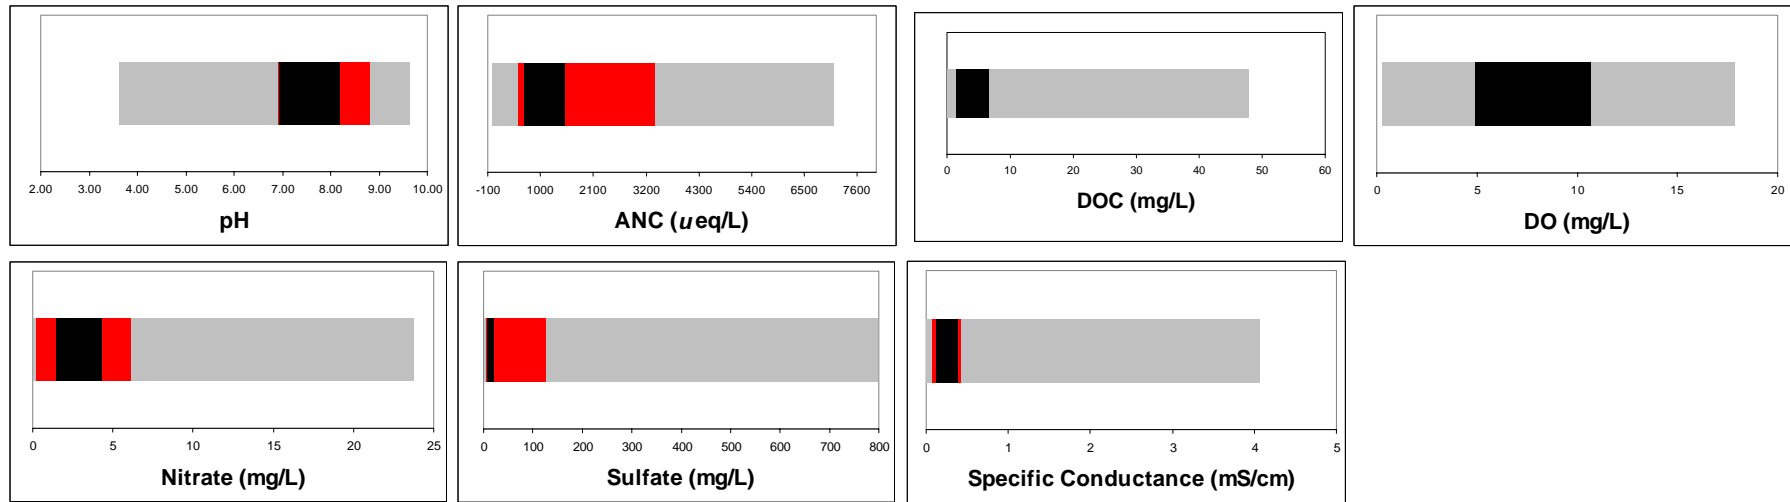 2.00 3.00 4.00 5.00 6.00 7.00 8.00 9.00 10.00
pH
-100 1000 2100 3200 4300 5400 6500 7600
ANC (ueq/L)
0 10 20 30 40 50 60
DOC (mg/L)
0 5 10 15 20
DO (mg/L)
0 5 10 15 20 25
Nitrate (mg/L)
0 100 200 300 400 500 600 700 800
Sulfate (mg/L)
0 1 2 3 4 5
Specific Conductance (mS/cm)